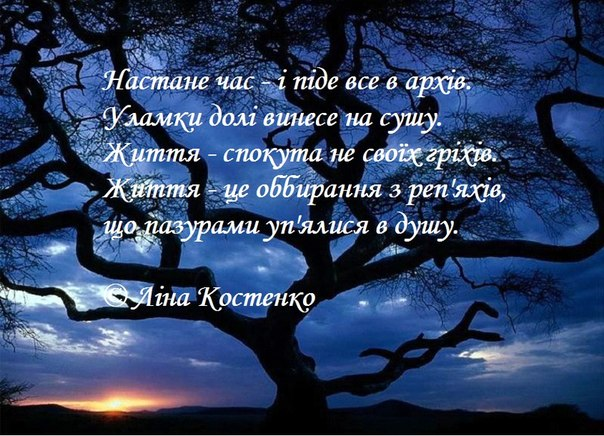 Настане час - і піде все в архів.
Уламки долі винесе на сушу.
Життя - спокута не своїх гріхів.
Життя - це оббирання з реп'яхів,
що пазурами уп'ялися в душу.
© Ліна Костенко